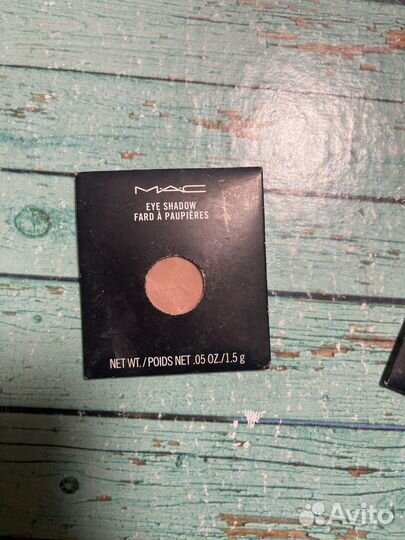 MAC
EYE SHADOW
FARD À PAUPIÈRES
NET WT./POIDS NET .05 OZ./1.5 g
Avito